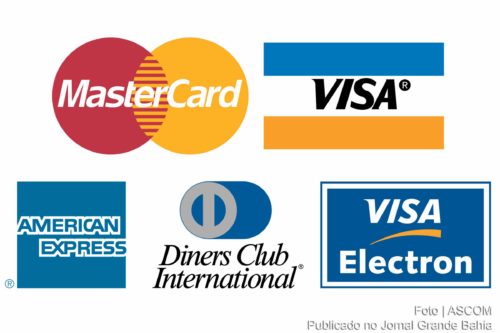 MasterCard
VISA®
AMERICAN
EXPRESS
®
Diners Club
International®
VISA
Electron
Foto | ASCOM
Publicado no Jornal Grande Bahia